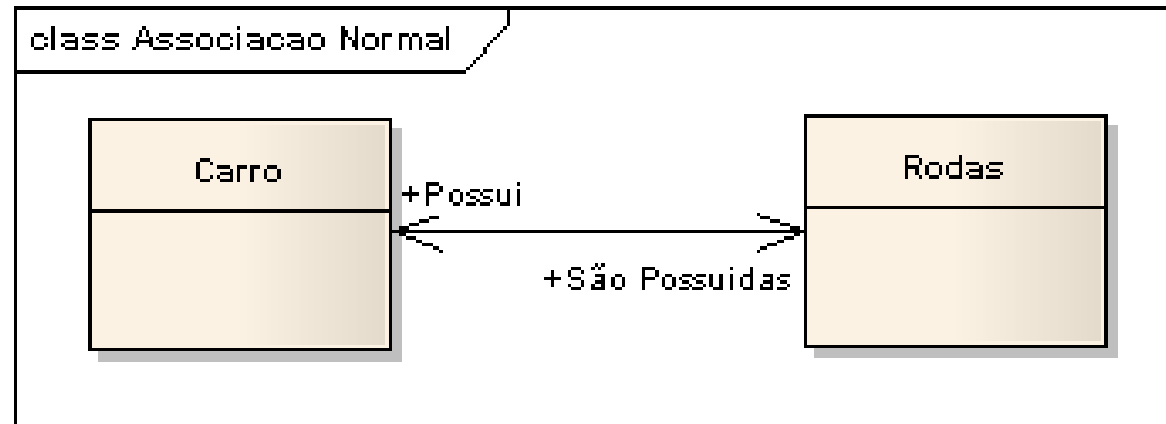 class Associacao Normal
Carro
Rodas
+Possui
+São Possuidas